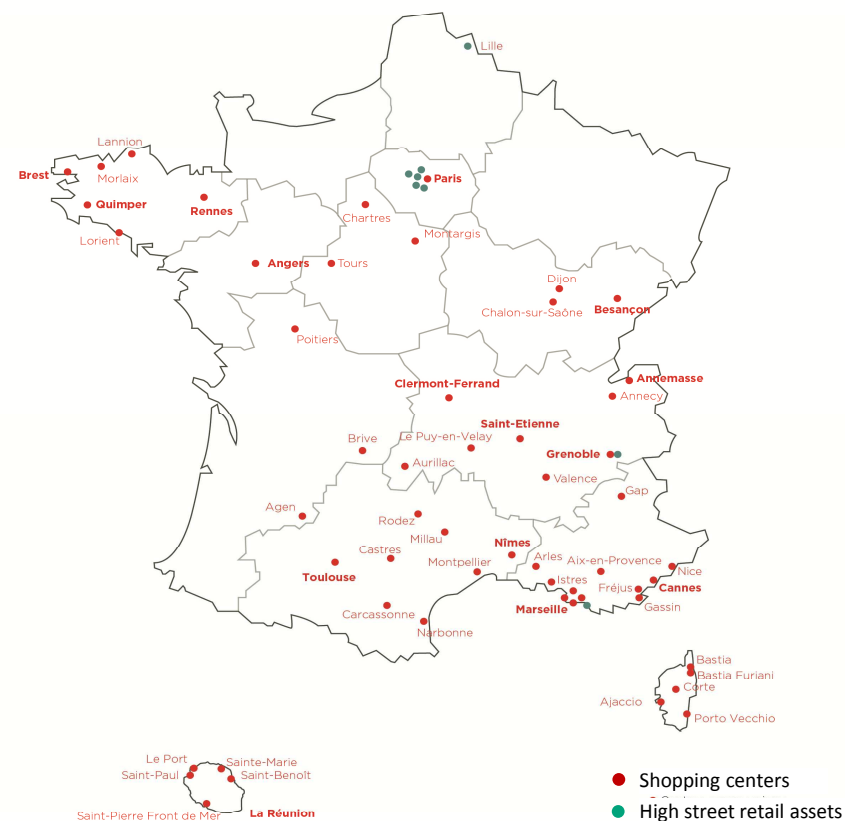 Lille
Lannion
Brest
Morlaix
Paris
Quimper
Rennes
Chartres
Lorient
Montargis
Angers
Tours
Dijon
Chalon-sur-Saône
Besançon
Poitiers
Annemasse
Clermont-Ferrand
Annecy
Saint-Etienne
Brive
Le Puy-en-Velay
Grenoble
Aurillac
Valence
Gap
Agen
Rodez
Millau
Nîmes
Castres
Montpellier
Arles
Aix-en-Provence
Nice
Toulouse
Istres
Fréjus
Cannes
Marseille
Gassin
Carcassonne
Narbonne
Bastia
Bastia Furiani
Corte
Ajaccio
Porto Vecchio
Le Port
Sainte-Marie
Saint-Paul
Saint-Benoît
Saint-Pierre Front de Mer
La Réunion
Shopping centers
High street retail assets